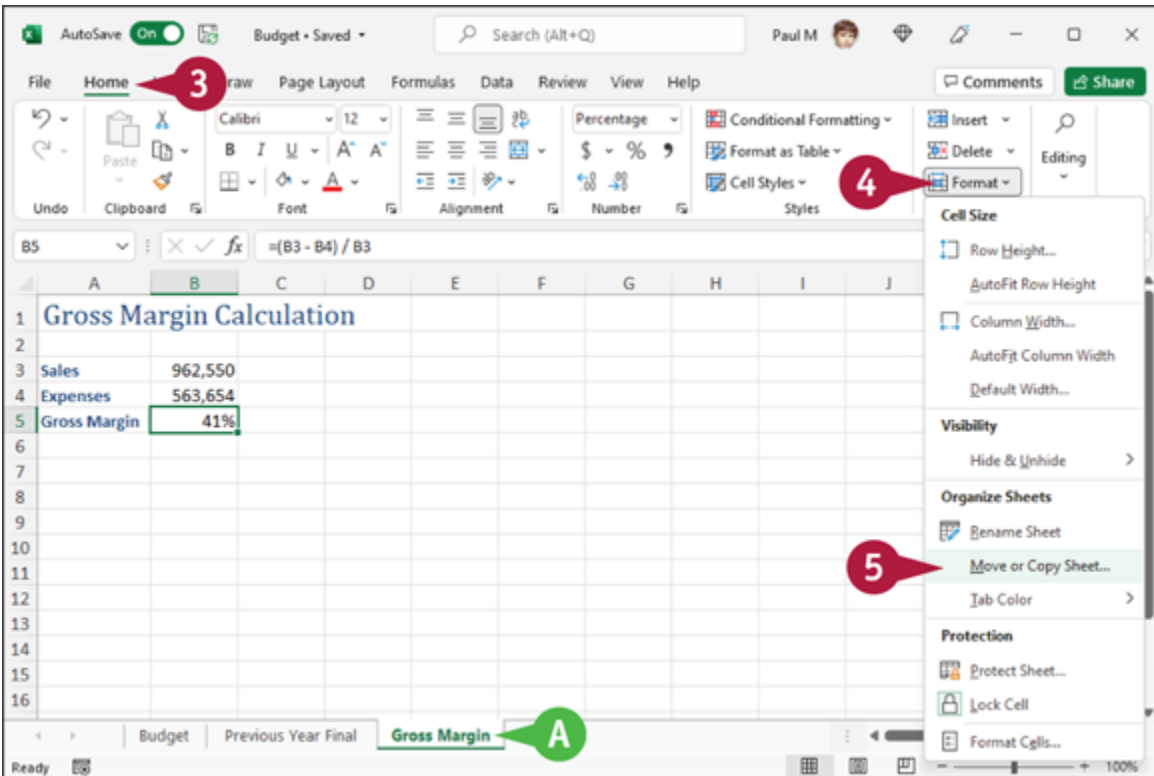 AutoSave On Budget • Saved Search (Alt+Q) Paul M
File Home raw Page Layout Formulas Data Review View Help Comments Share
3
Calibri 12 Percentage Conditional Formatting Insert
Paste B I U A A $ % 9 Format as Table Delete Editing
A Cell Styles 4 Format
Undo Clipboard Font Alignment Number Styles
B5 fx =(B3 - B4) / B3
A B C D E F G H I J
1 Gross Margin Calculation
2
3 Sales 962,550
4 Expenses 563,654
5 Gross Margin 41%
6
7
8
9
10
11
12
13
14
15
16
Cell Size
Row Height...
AutoFit Row Height
Column Width...
AutoFit Column Width
Default Width...
Visibility
Hide & Unhide
Organize Sheets
Rename Sheet
5 Move or Copy Sheet...
Tab Color
Protection
Protect Sheet...
Lock Cell
Format Cells...
Budget Previous Year Final Gross Margin A
Ready 100%